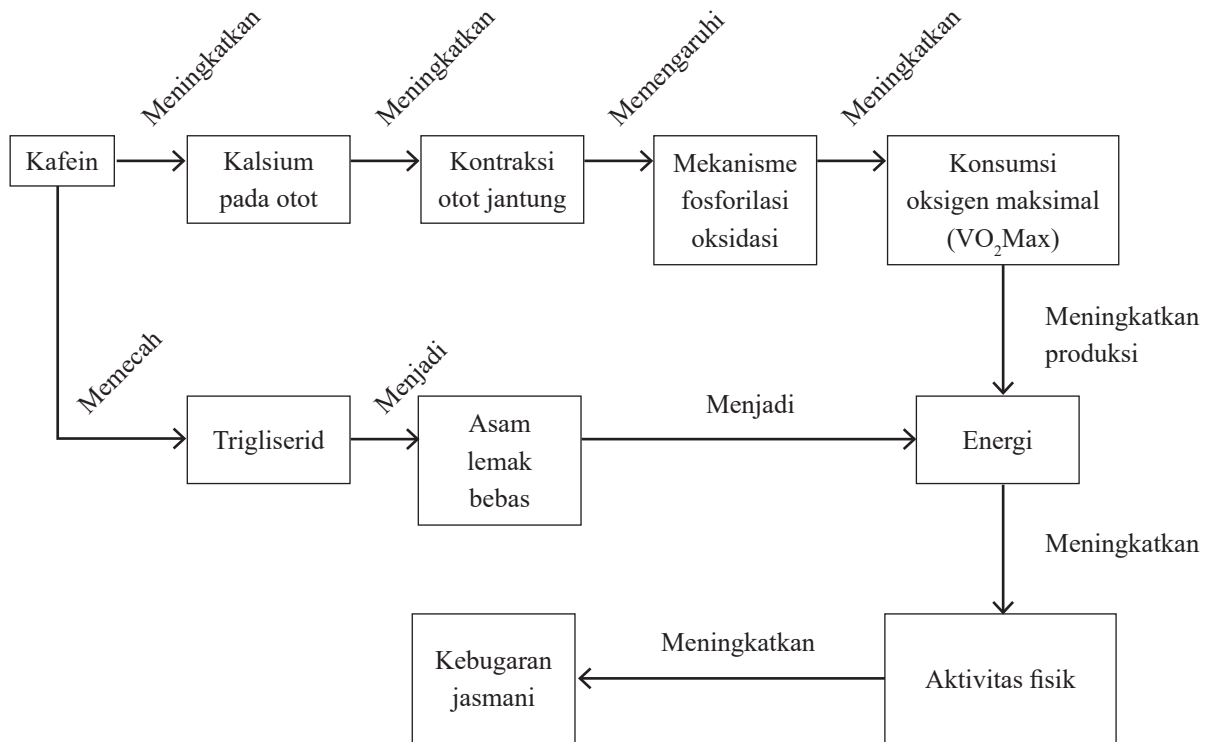 Meningkatkan
Meningkatkan
Memengaruhi
Meningkatkan
Kafein
Kalsium
pada otot
Kontraksi
otot jantung
Mekanisme
fosforilasi
oksidasi
Konsumsi
oksigen maksimal
(VO₂Max)
Meningkatkan
produksi
Memecah
Menjadi
Menjadi
Trigliserid
Asam
lemak
bebas
Energi
Meningkatkan
Meningkatkan
Kebugaran
jasmani
Aktivitas fisik